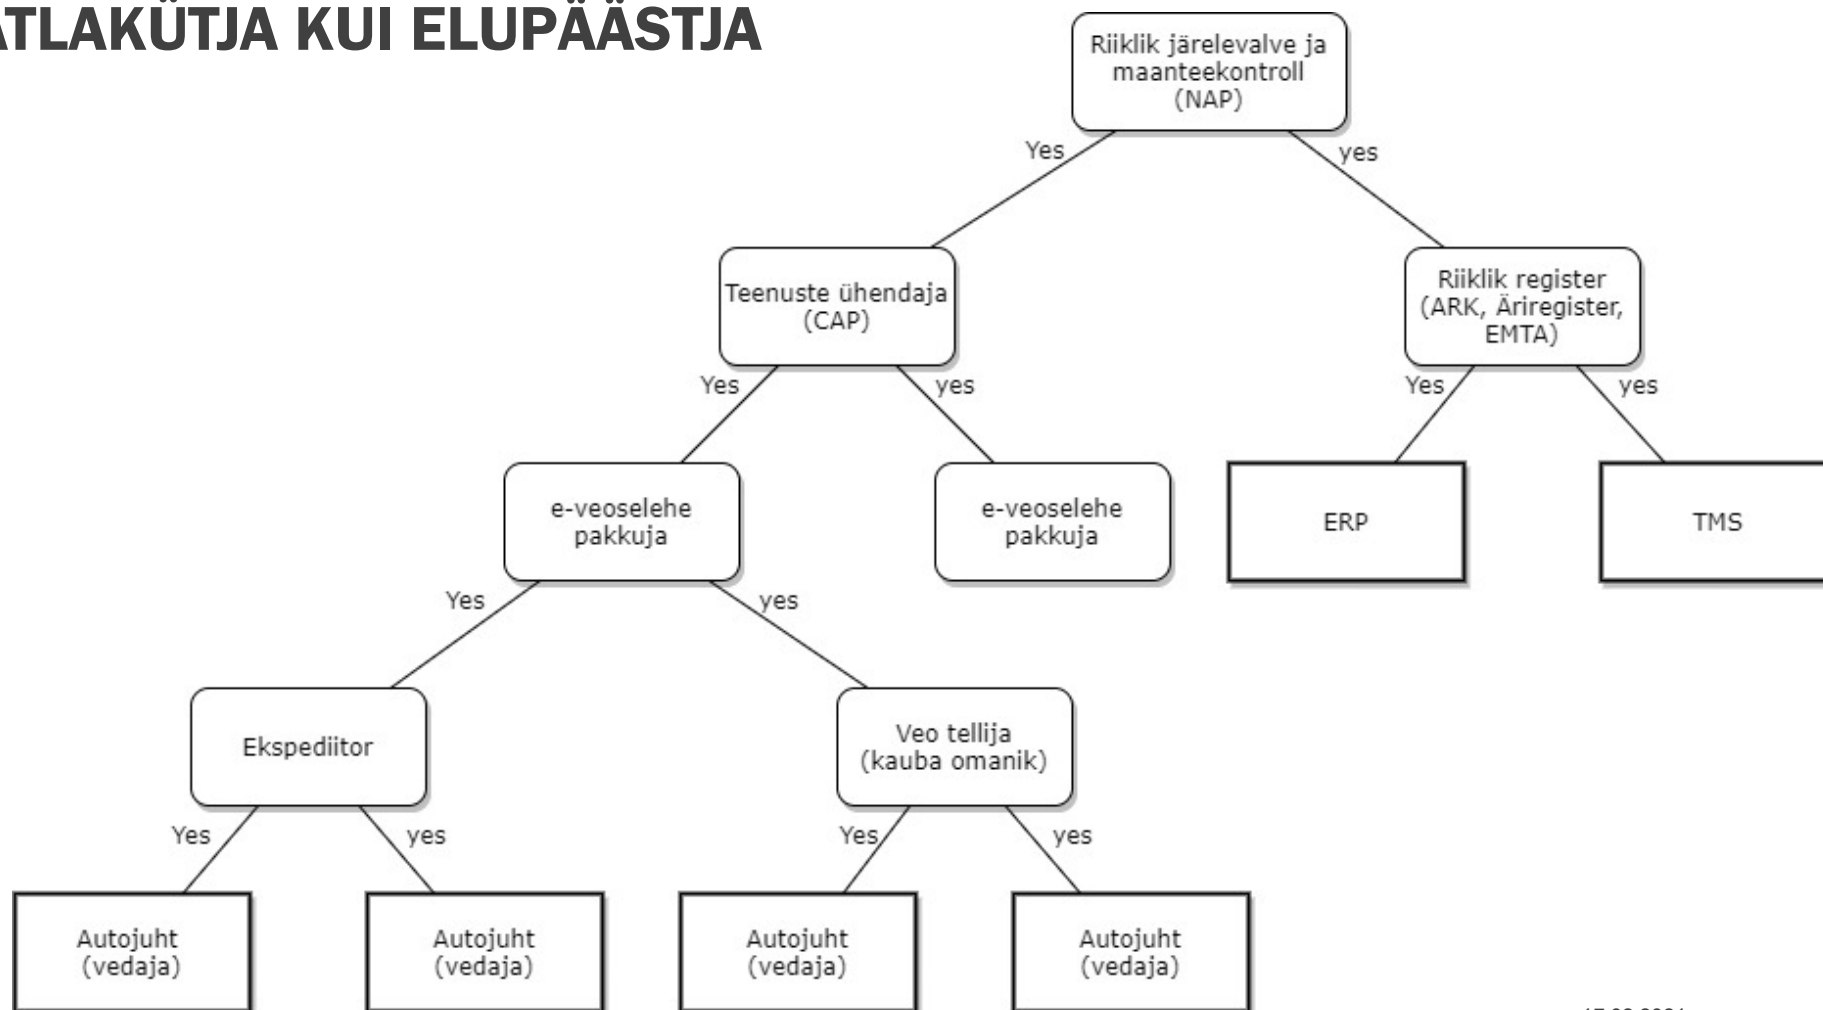 ATLAKÜTJA KUI ELUPÄÄSTJA
Riiklik järelevalve ja
maanteekontroll
(NAP)
Yes
yes
Teenuste ühendaja
(CAP)
Riiklik register
(ARK, Äriregister,
EMTA)
Yes
yes
Yes
yes
e-veoselehe
pakkuja
e-veoselehe
pakkuja
ERP
TMS
Yes
yes
Ekspediitor
Veo tellija
(kauba omanik)
Yes
yes
Yes
yes
Autojuht
(vedaja)
Autojuht
(vedaja)
Autojuht
(vedaja)
Autojuht
(vedaja)